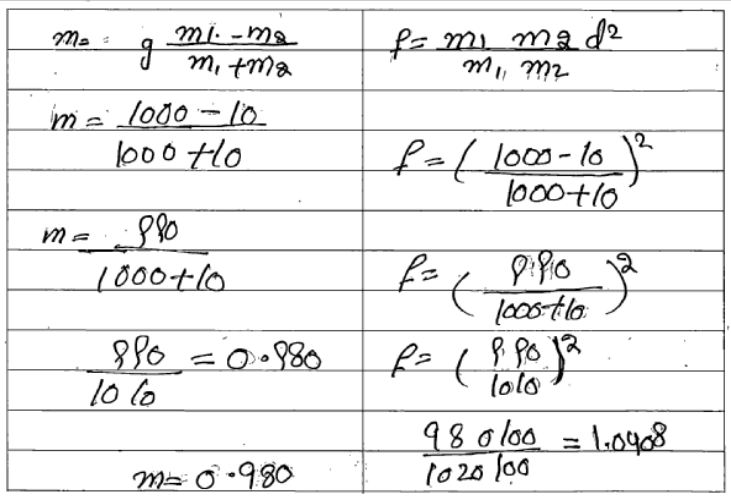 m = g m1 - m2 / m1 + m2
m = 1000 - 10 / 1000 + 10
m = 990 / 1000 + 10
990 / 1010 = 0.980
m = 0.980
f = m1 m2 d² / m1, m2
f = ( 1000 - 10 / 1000 + 10 )²
f = ( 990 / 1000 + 10 )²
f = ( 990 / 1010 )²
980100 / 1020100 = 1.0408